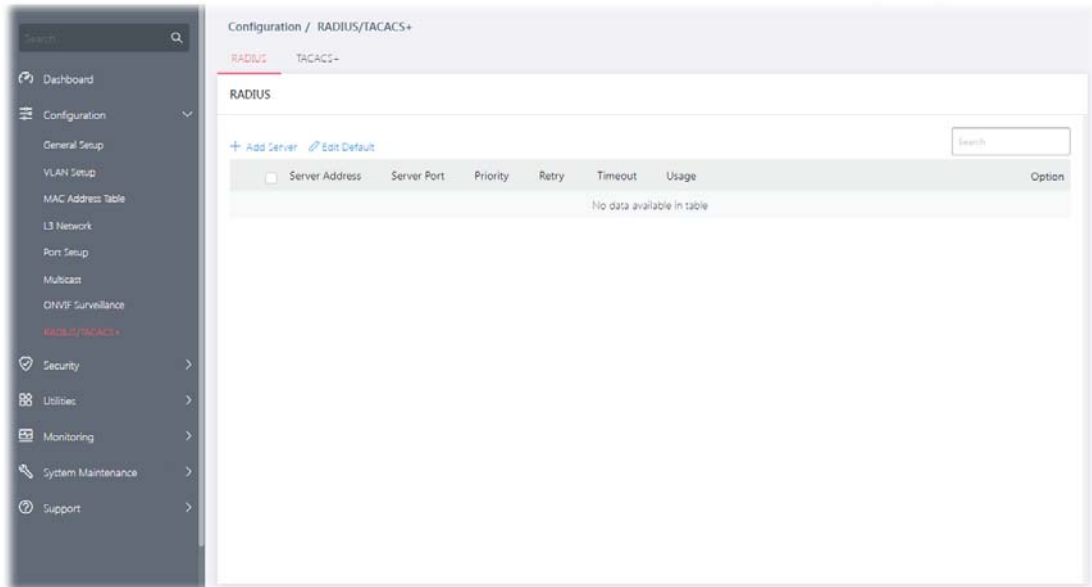 Search...
Dashboard
Configuration
General Setup
VLAN Setup
MAC Address Table
L3 Network
Port Setup
Multicast
ONVIF Surveillance
RADIUS/TACACS+
Security
Utilities
Monitoring
System Maintenance
Support
Configuration / RADIUS/TACACS+
RADIUS TACACS+
RADIUS
Add Server Edit Default
Search
Server Address Server Port Priority Retry Timeout Usage Option
No data available in table